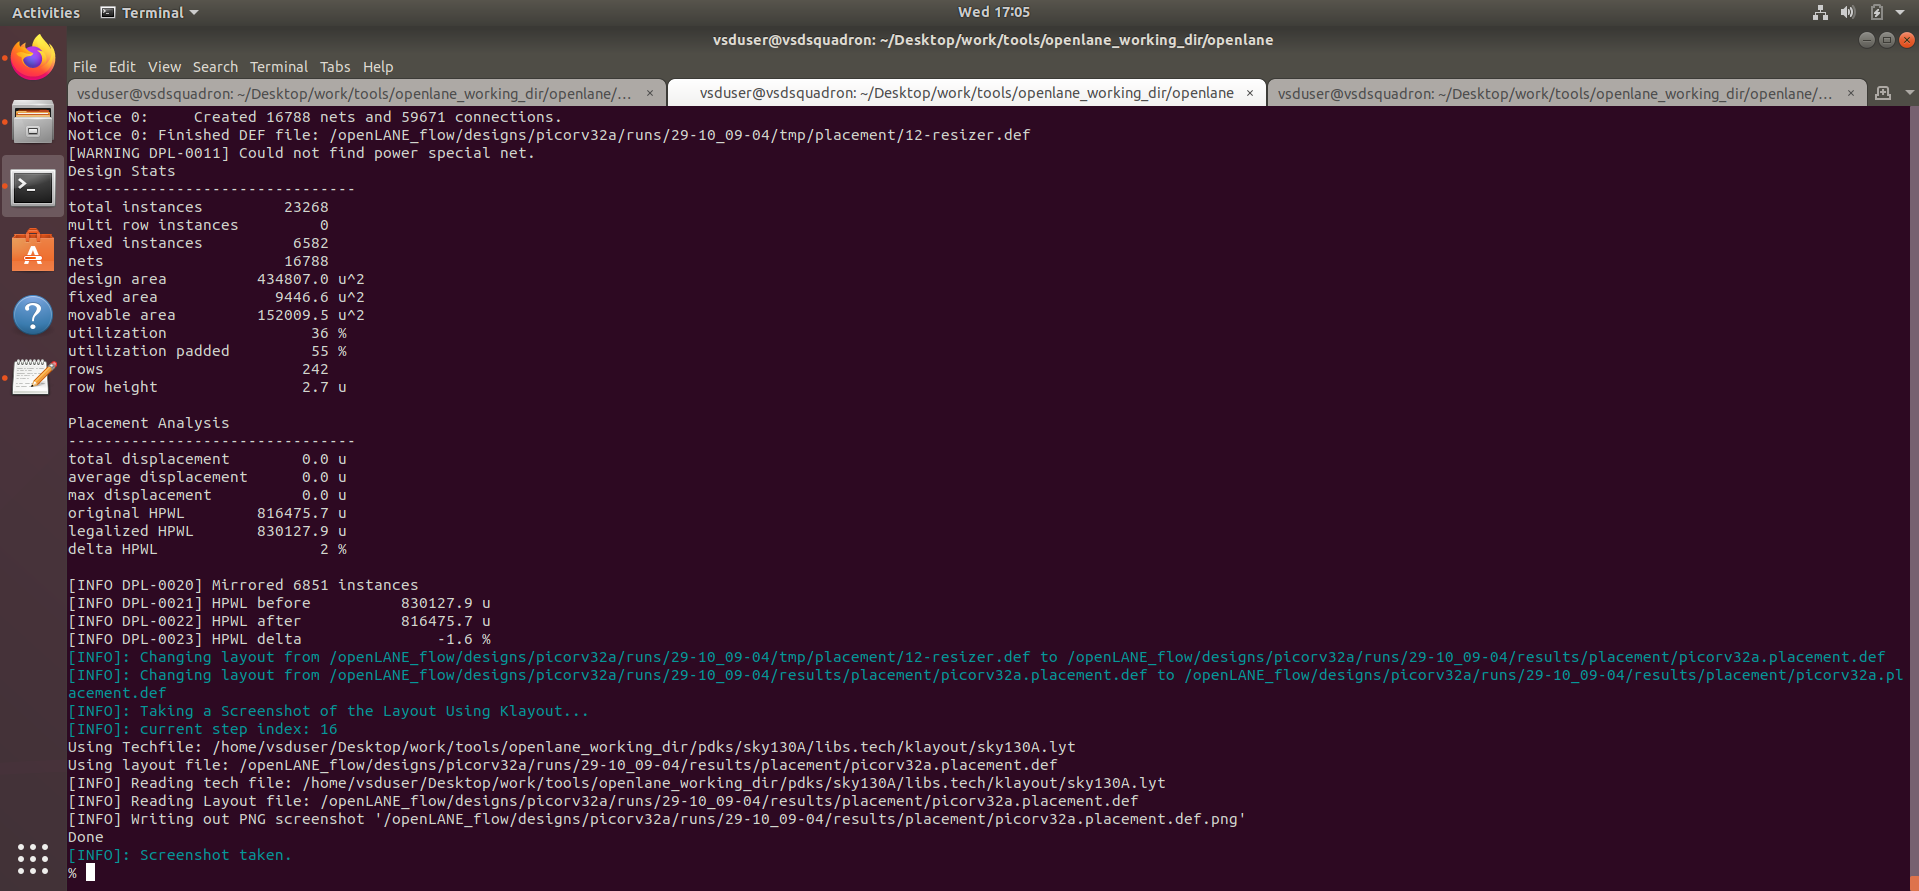 Activities Terminal Wed 17:05
vsduser@vsdsquadron: ~/Desktop/work/tools/openlane_working_dir/openlane
File Edit View Search Terminal Tabs Help
vsduser@vsdsquadron: ~/Desktop/work/tools/openlane_working_dir/openlane/... × vsduser@vsdsquadron: ~/Desktop/work/tools/openlane_working_dir/openlane × vsduser@vsdsquadron: ~/Desktop/work/tools/openlane_working_dir/openlane/... ×
Notice 0:     Created 16788 nets and 59671 connections.
Notice 0: Finished DEF file: /openLANE_flow/designs/picorv32a/runs/29-10_09-04/tmp/placement/12-resizer.def
[WARNING DPL-0011] Could not find power special net.
Design Stats
--------------------------------
total instances         23268
multi row instances         0
fixed instances          6582
nets                    16788
design area          434807.0 u^2
fixed area             9446.6 u^2
movable area         152009.5 u^2
utilization                36 %
utilization padded         55 %
rows                      242
row height                2.7 u
Placement Analysis
--------------------------------
total displacement        0.0 u
average displacement      0.0 u
max displacement          0.0 u
original HPWL        816475.7 u
legalized HPWL       830127.9 u
delta HPWL                  2 %
[INFO DPL-0020] Mirrored 6851 instances
[INFO DPL-0021] HPWL before          830127.9 u
[INFO DPL-0022] HPWL after           816475.7 u
[INFO DPL-0023] HPWL delta               -1.6 %
[INFO]: Changing layout from /openLANE_flow/designs/picorv32a/runs/29-10_09-04/tmp/placement/12-resizer.def to /openLANE_flow/designs/picorv32a/runs/29-10_09-04/results/placement/picorv32a.placement.def
[INFO]: Changing layout from /openLANE_flow/designs/picorv32a/runs/29-10_09-04/results/placement/picorv32a.placement.def to /openLANE_flow/designs/picorv32a/runs/29-10_09-04/results/placement/picorv32a.pl
acement.def
[INFO]: Taking a Screenshot of the Layout Using Klayout...
[INFO]: current step index: 16
Using Techfile: /home/vsduser/Desktop/work/tools/openlane_working_dir/pdks/sky130A/libs.tech/klayout/sky130A.lyt
Using layout file: /openLANE_flow/designs/picorv32a/runs/29-10_09-04/results/placement/picorv32a.placement.def
[INFO] Reading tech file: /home/vsduser/Desktop/work/tools/openlane_working_dir/pdks/sky130A/libs.tech/klayout/sky130A.lyt
[INFO] Reading Layout file: /openLANE_flow/designs/picorv32a/runs/29-10_09-04/results/placement/picorv32a.placement.def
[INFO] Writing out PNG screenshot '/openLANE_flow/designs/picorv32a/runs/29-10_09-04/results/placement/picorv32a.placement.def.png'
Done
[INFO]: Screenshot taken.
%